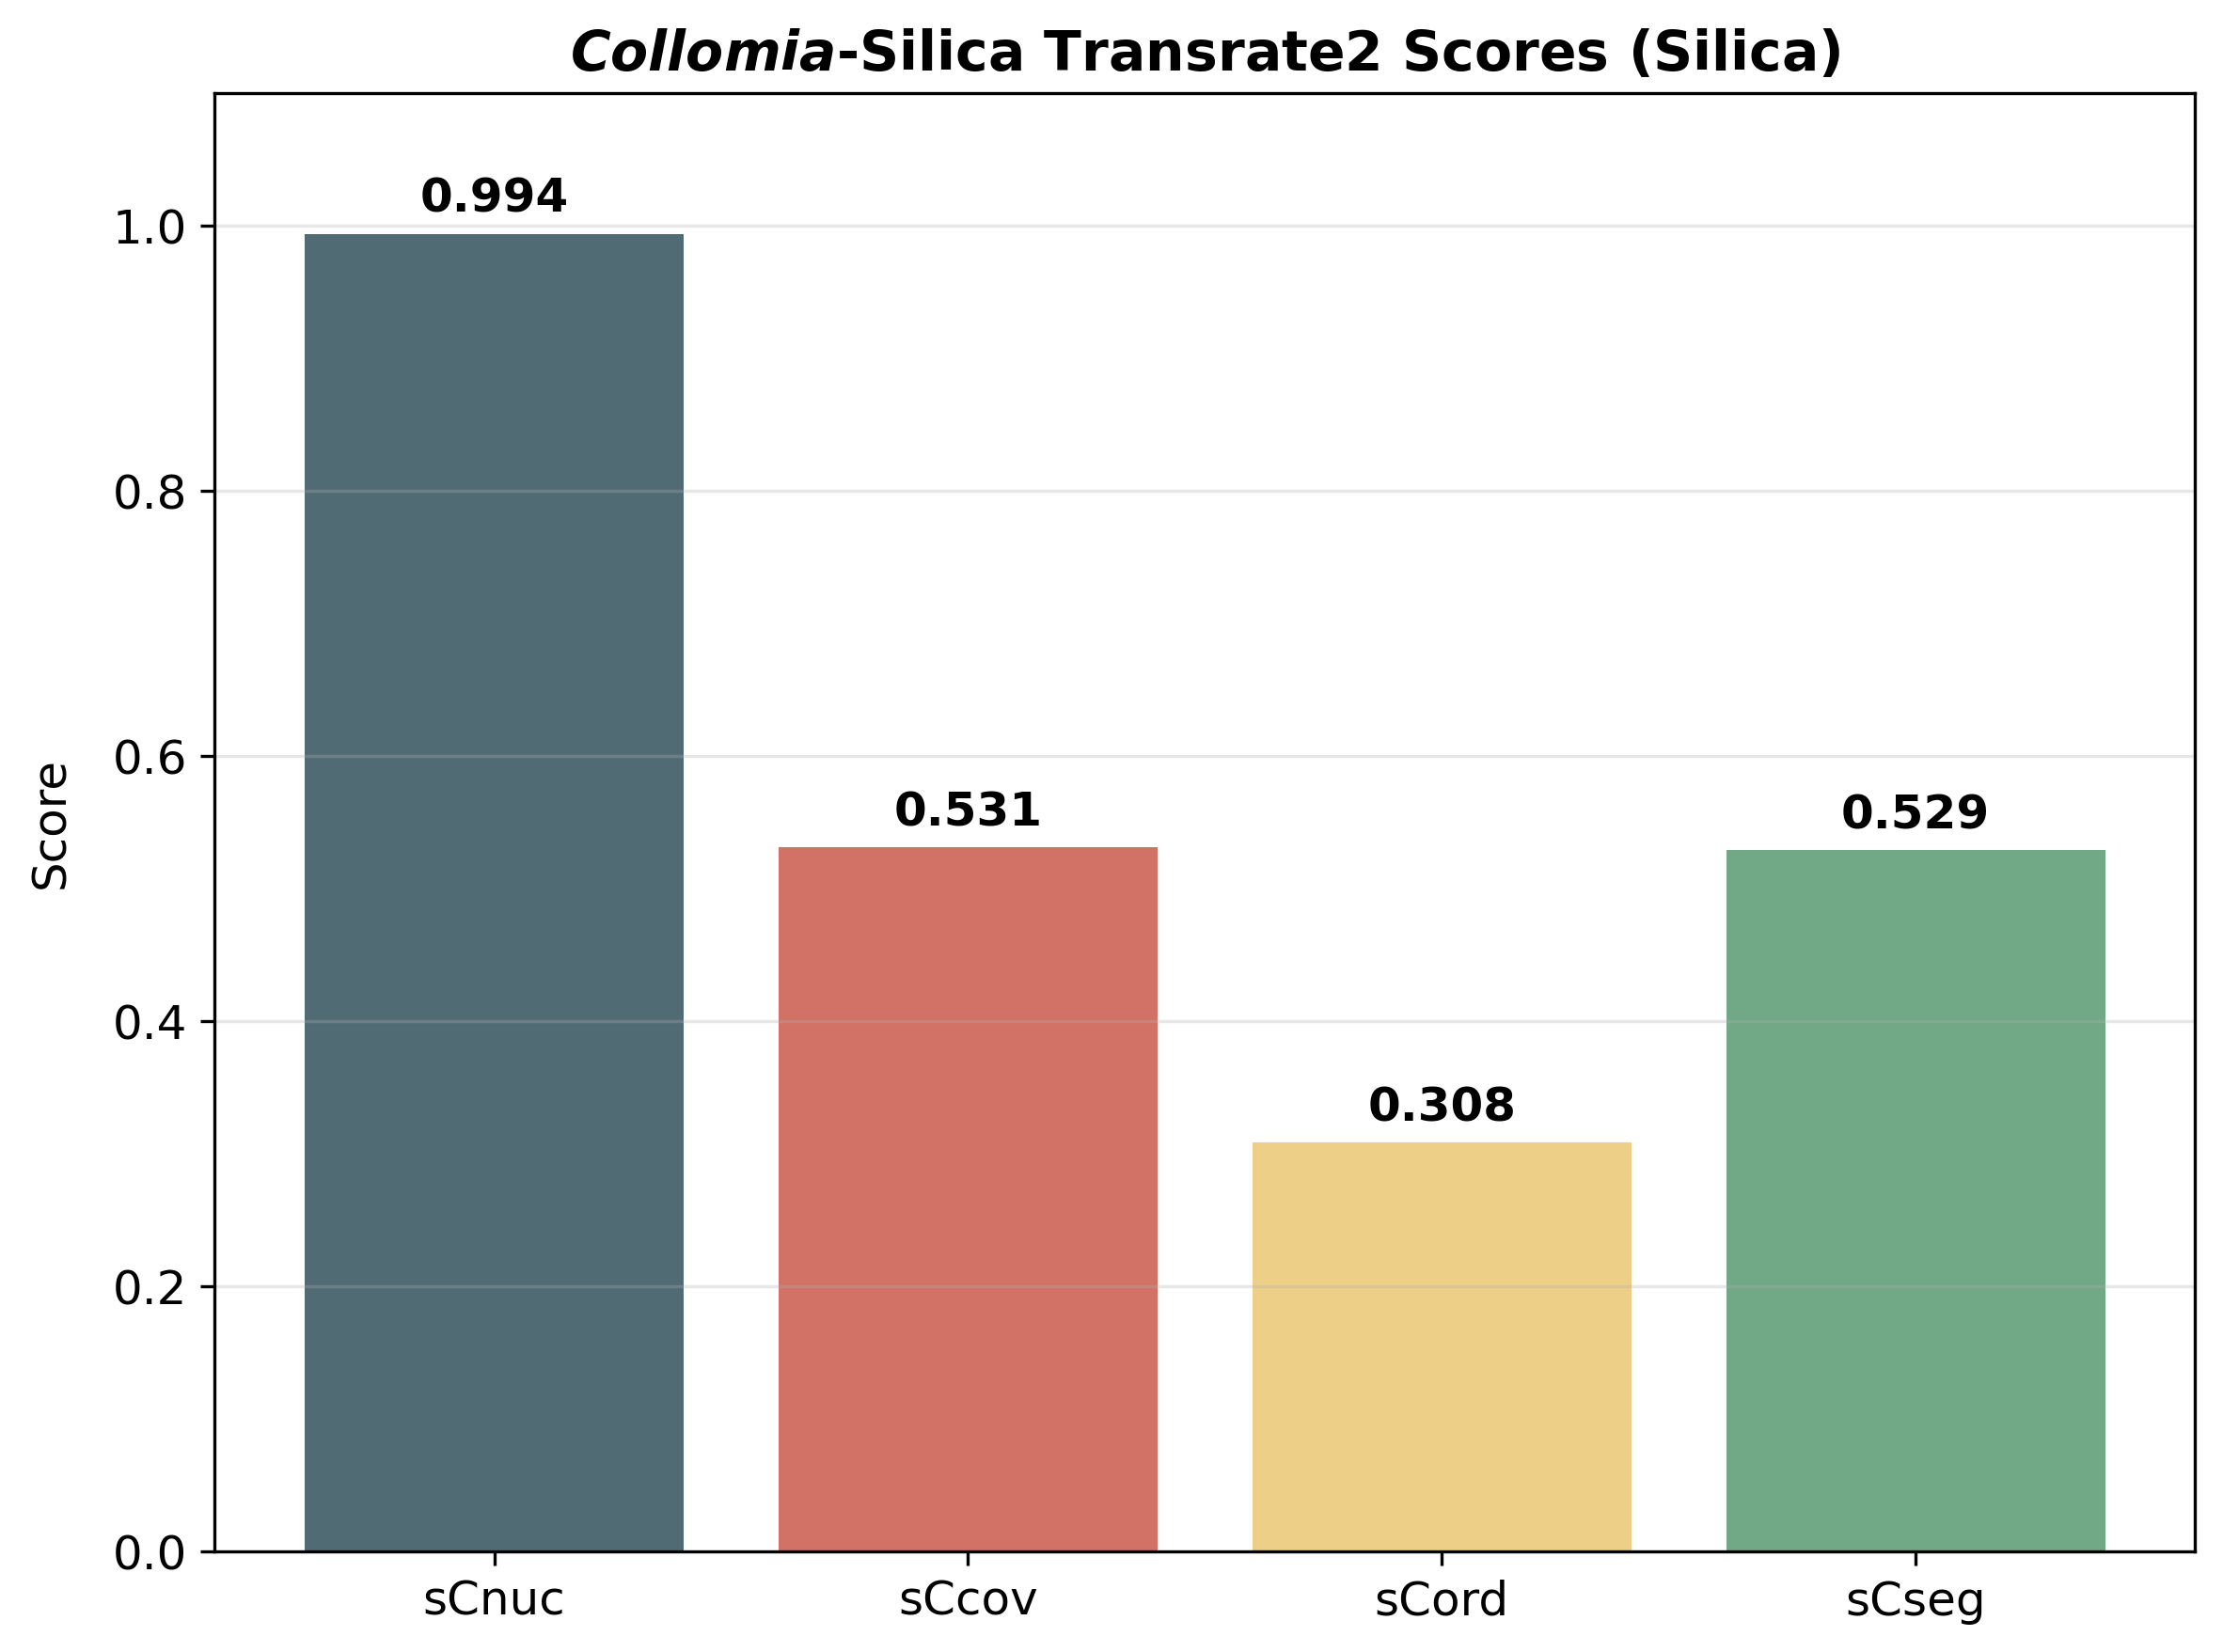 Collomia-Silica Transrate2 Scores (Silica)
0.994
1.0
0.8
0.6
0.531
0.529
0.4
0.308
0.2
0.0
Score
sCnuc
sCcov
sCord
sCseg